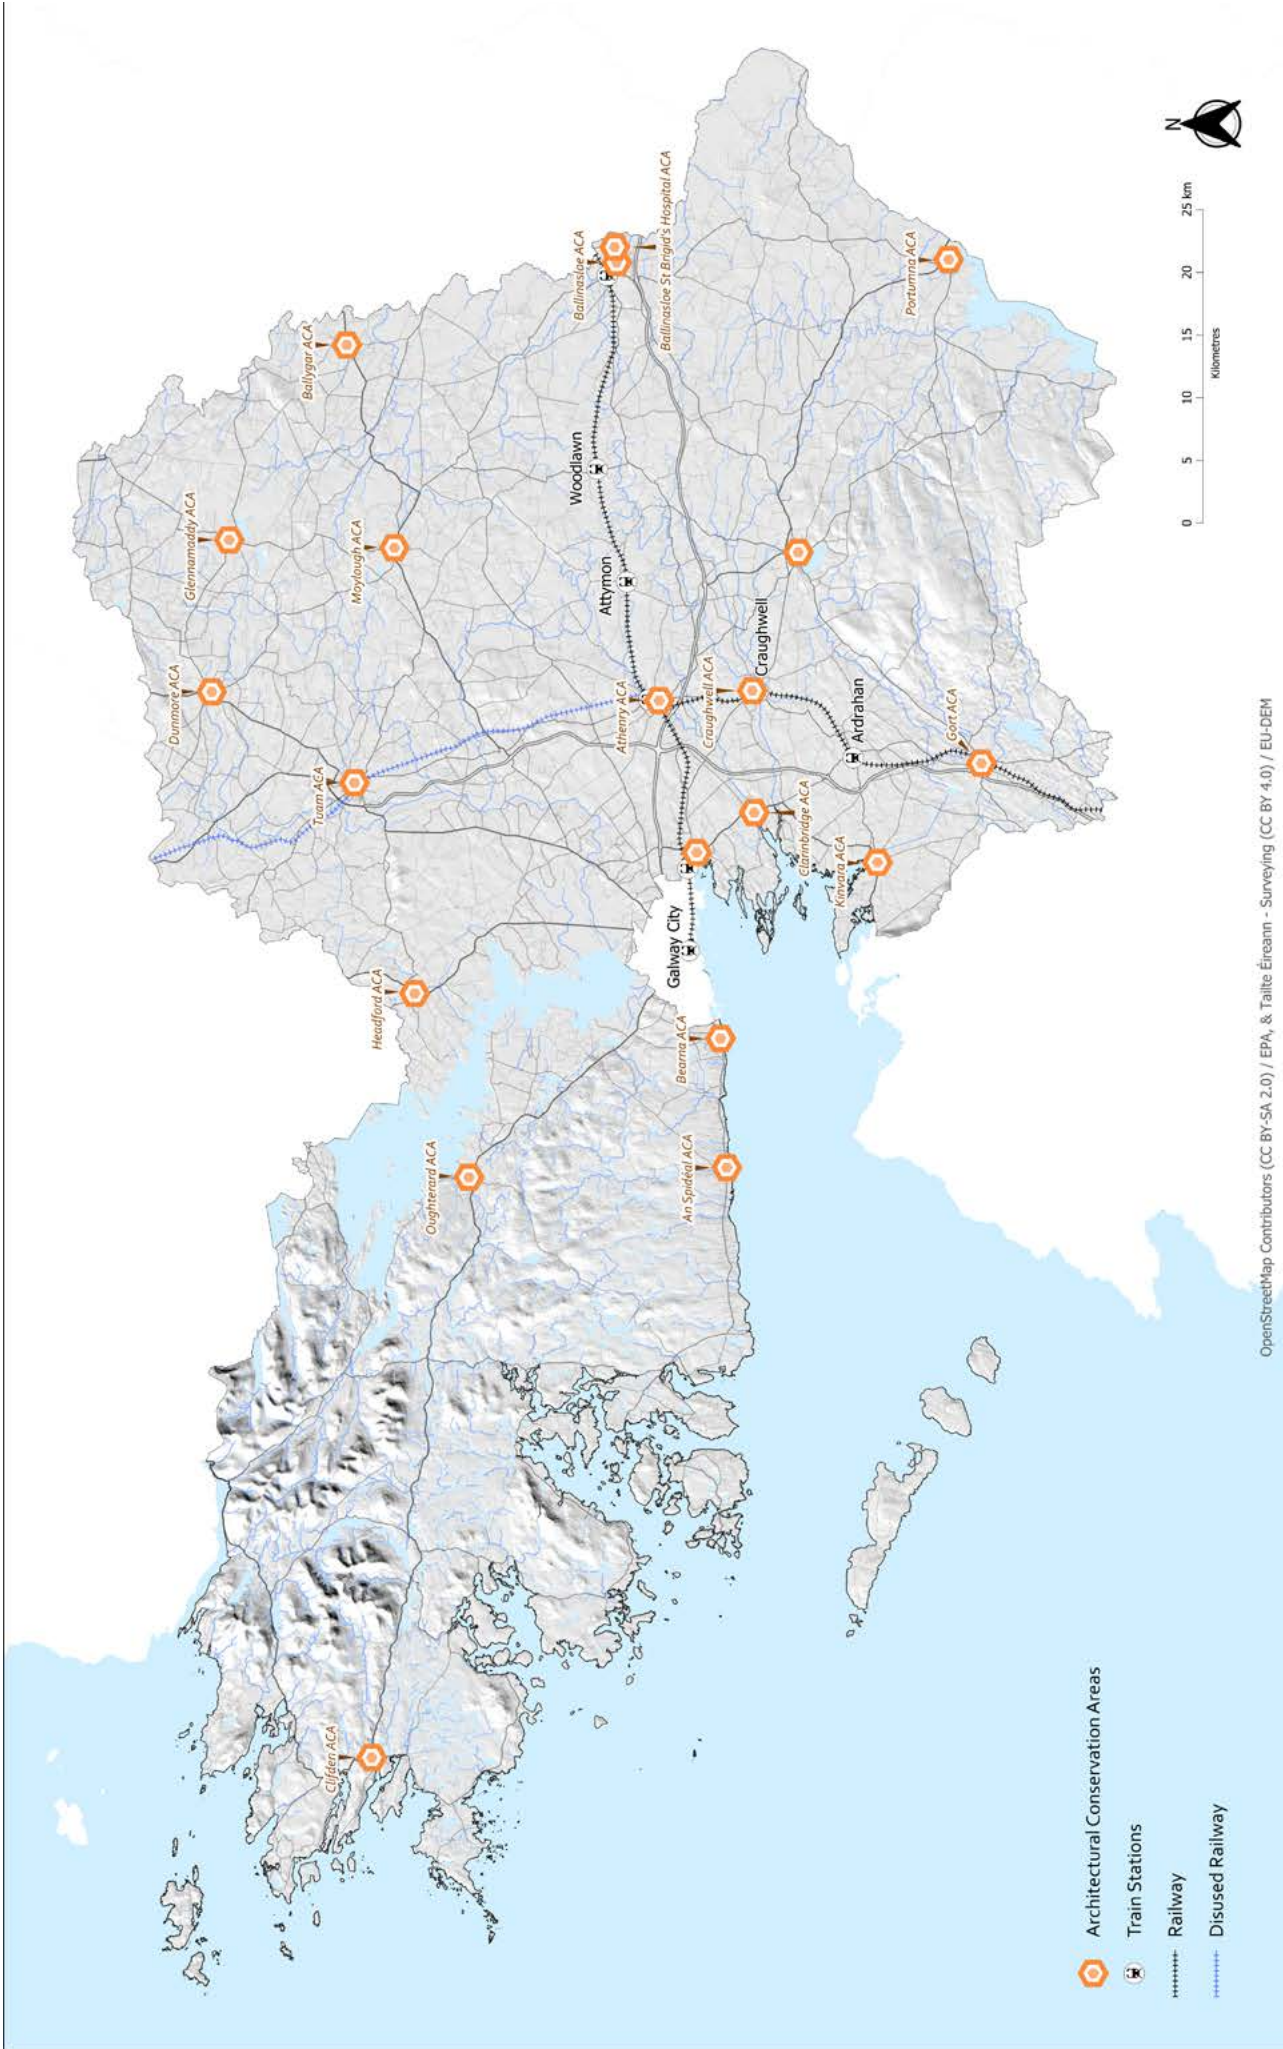 Glennamaddy ACA
Dunmore ACA
Ballygar ACA
Moylough ACA
Tuam ACA
Headford ACA
Clifden ACA
Oughterard ACA
Ballinasloe ACA
Woodlawn
Attymon
Ballinasloe St Brigid's Hospital ACA
Athenry ACA
Galway City
Bearna ACA
An Spidéal ACA
Craughwell ACA
Craughwell
Clarinbridge ACA
Kinvara ACA
Ardrahan
Portumna ACA
Gort ACA
Architectural Conservation Areas
Train Stations
Railway
Disused Railway
N
0 5 10 15 20 25 km
Kilometres
OpenStreetMap Contributors (CC BY-SA 2.0) / EPA, & Tailte Éireann - Surveying (CC BY 4.0) / EU-DEM